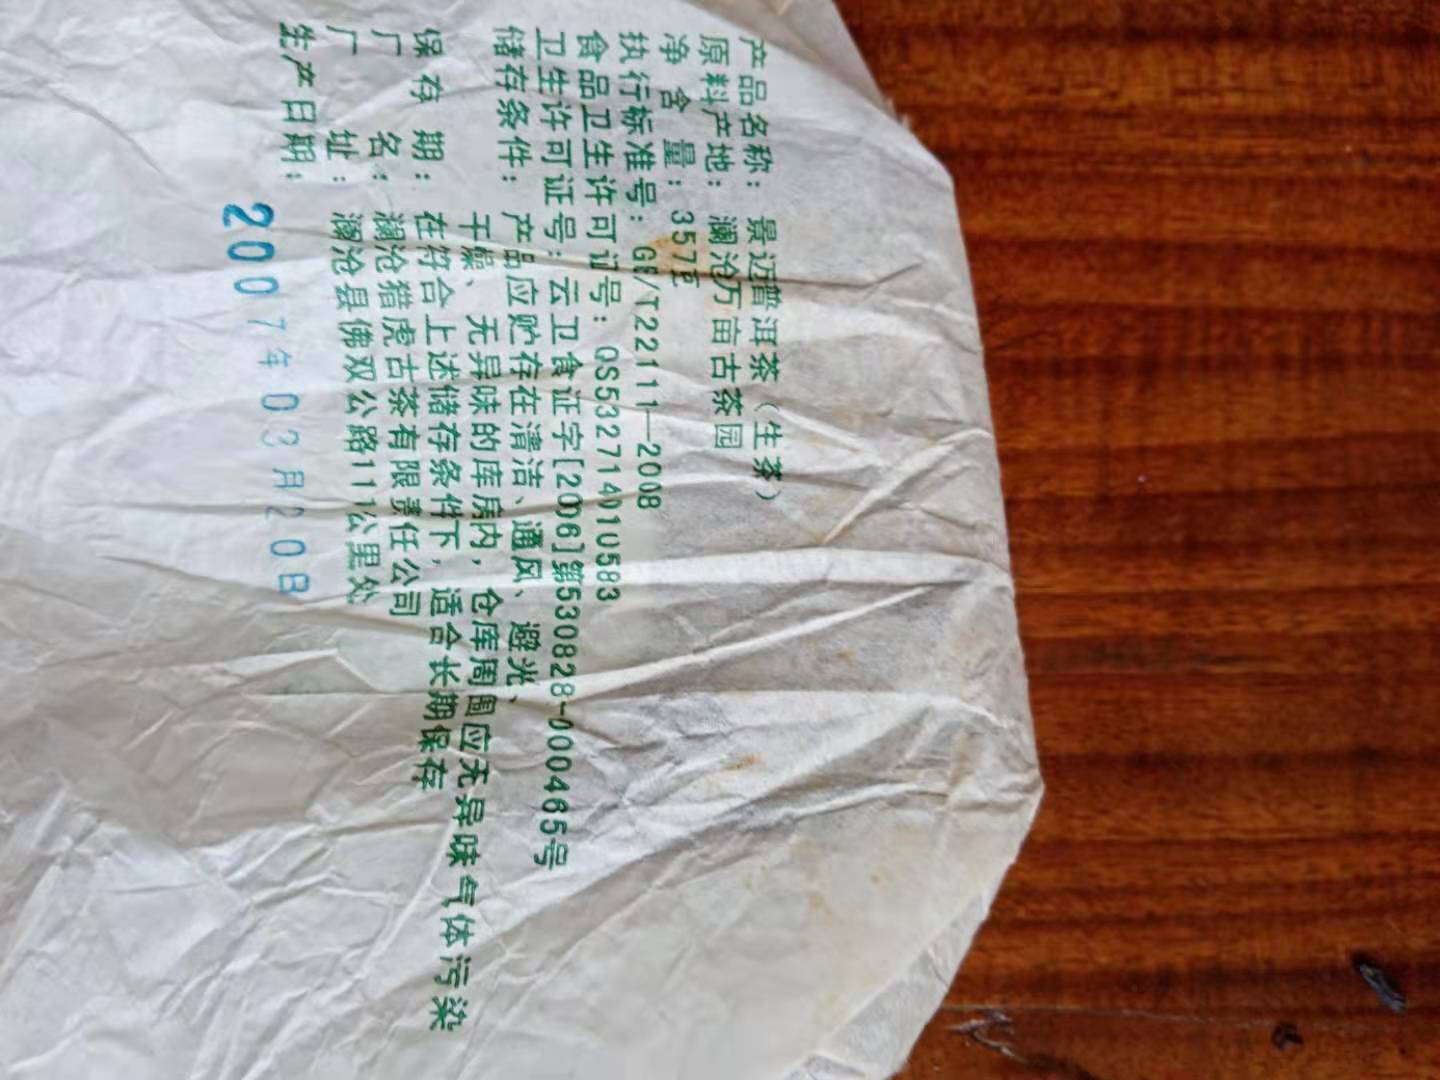 产品名称：景迈普洱茶（生茶）
原料产地：澜沧万亩古茶园
净 含 量：357克
执行标准号：GB/T22111—2008
食品卫生许可证号：QS532714010583
卫生许可证号：云卫食证字[2006]第530828-000465号
储存条件：产品应贮存在清洁、通风、避光、
干燥、无异味的库房内，仓库周围应无异味气体污染
保 存 期：在符合上述储存条件下，适合长期保存
厂 名：澜沧猎虎古茶有限责任公司
厂 址：澜沧县佛双公路111公里处
生产日期：2007年03月20日